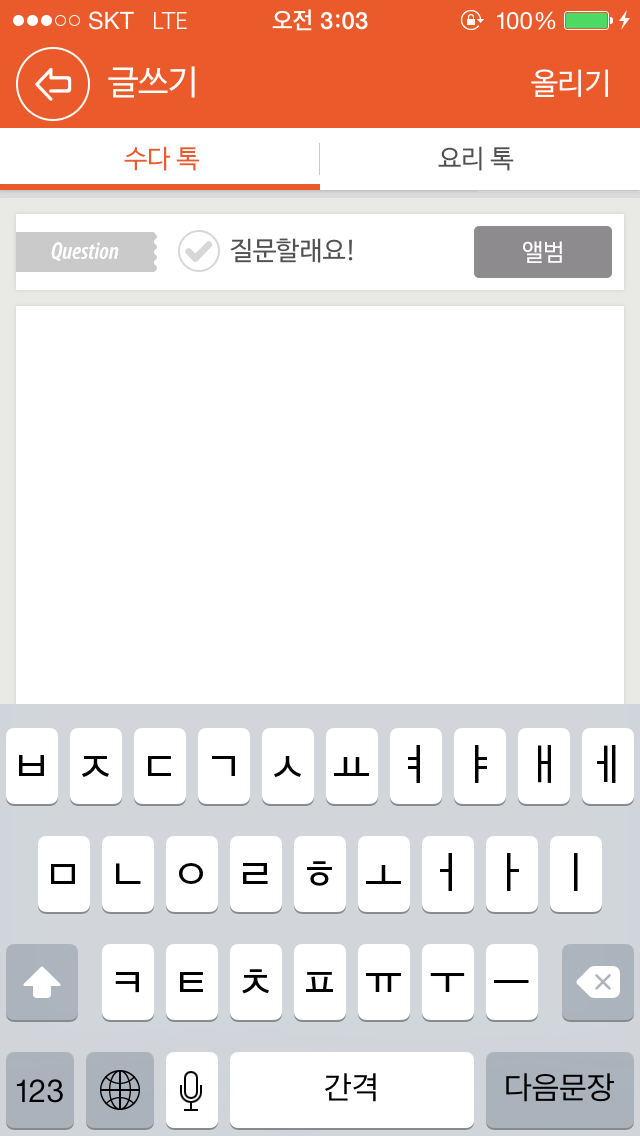 SKT LTE 오전 3:03 100%
글쓰기 올리기
수다 톡 요리 톡
Question 질문할래요! 앨범
ㅂ ㅈ ㄷ ㄱ ㅅ ㅛ ㅕ ㅑ ㅐ ㅔ
ㅁ ㄴ ㅇ ㄹ ㅎ ㅗ ㅓ ㅏ ㅣ
ㅋ ㅌ ㅊ ㅍ ㅠ ㅜ ㅡ
123 간격 다음문장